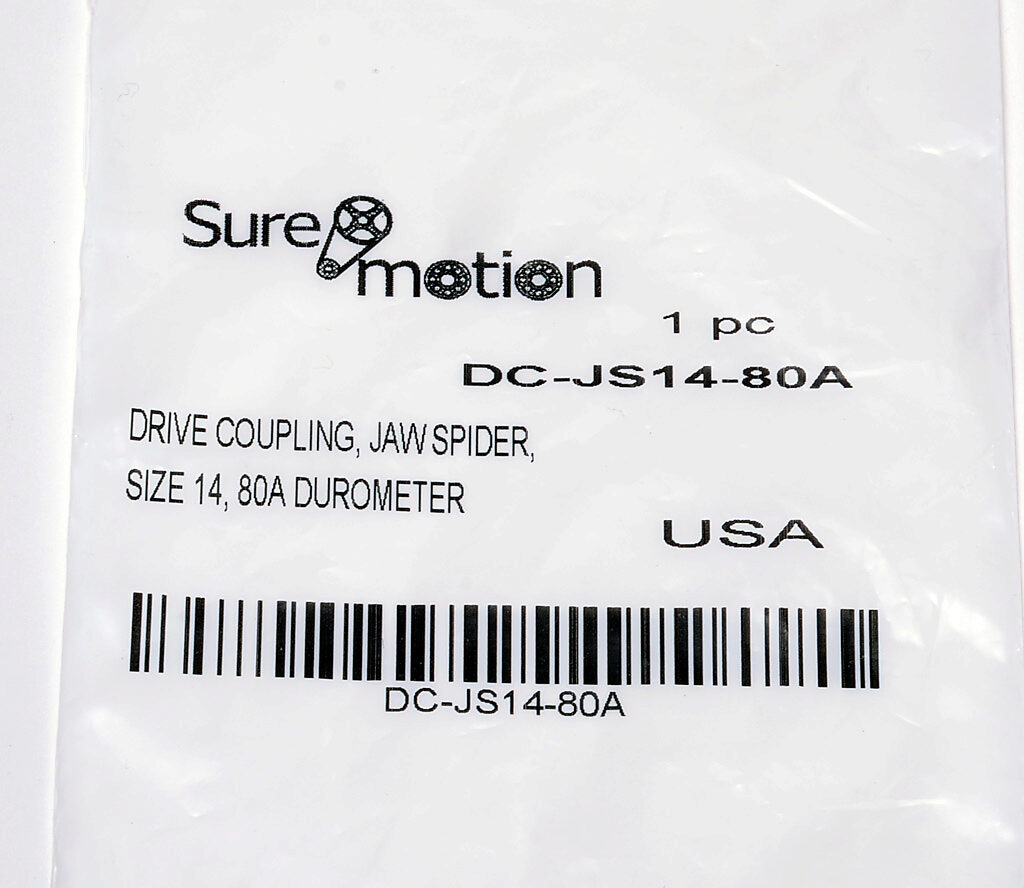 Sure
motion
1 pc
DC-JS14-80A
DRIVE COUPLING, JAW SPIDER,
SIZE 14, 80A DUROMETER
USA
DC-JS14-80A